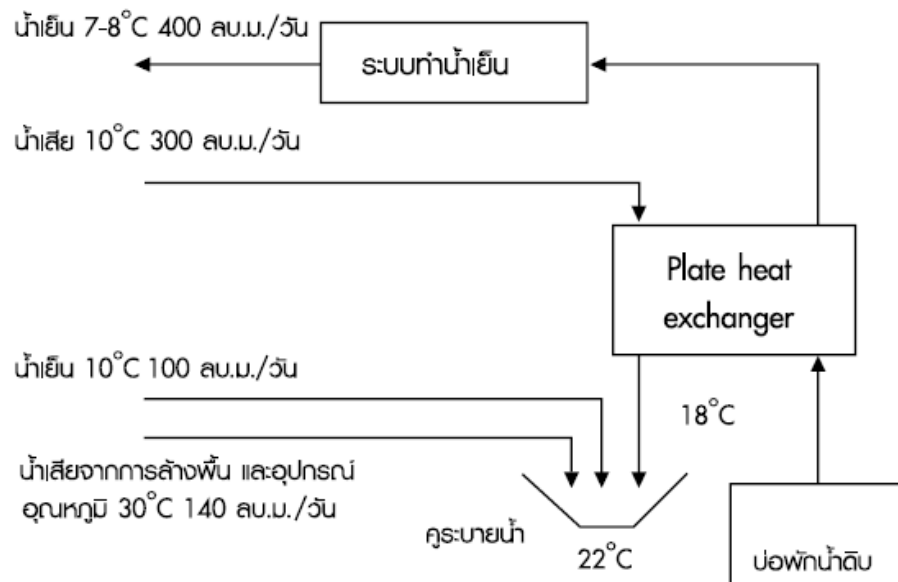 น้ำเย็น 7-8°C 400 ลบ.ม./วัน
ระบบทำน้ำเย็น
น้ำเสีย 10°C 300 ลบ.ม./วัน
Plate heat
exchanger
น้ำเย็น 10°C 100 ลบ.ม./วัน
18°C
น้ำเสียจากการล้างพื้น และอุปกรณ์
อุณหภูมิ 30°C 140 ลบ.ม./วัน
คูระบายน้ำ
22°C
บ่อพักน้ำดิบ